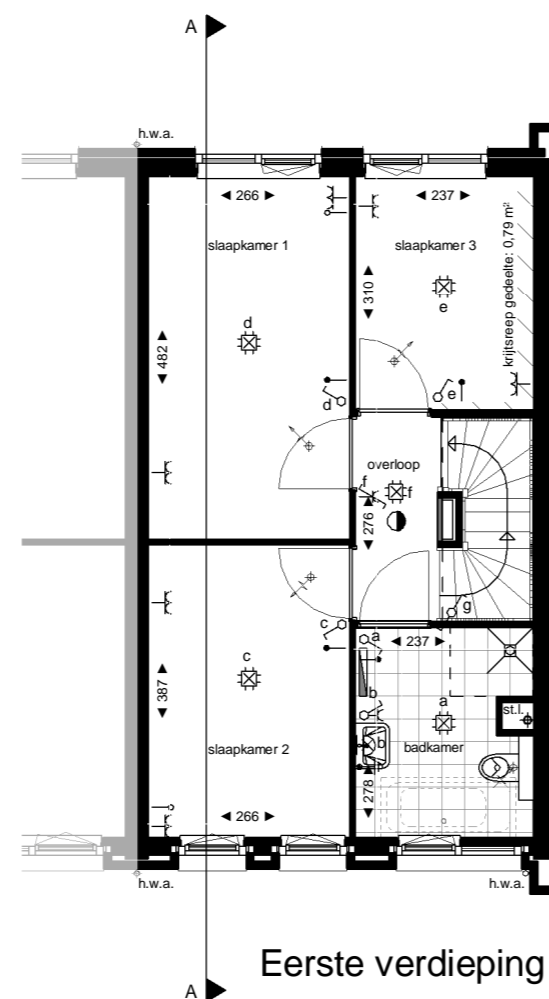 A
h.w.a.
266
237
slaapkamer 1
slaapkamer 3
krijtsreep gedeelte: 0,79 m²
310
e
d
482
d
e
overloop
f
f
276
g
c
a
237
c
387
b
a
st.l.
b
slaapkamer 2
badkamer
278
266
h.w.a.
h.w.a.
Eerste verdieping
A